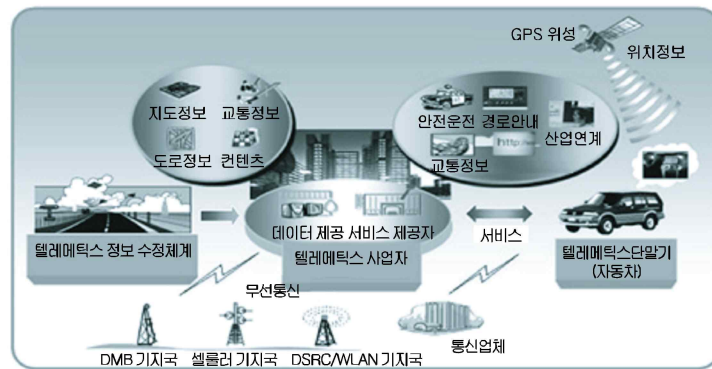 GPS 위성
위치정보
지도정보
교통정보
도로정보
컨텐츠
안전운전
경로안내
산업연계
교통정보
http://
데이터 제공 서비스 제공자
텔레메틱스 사업자
텔레메틱스 정보 수정체계
서비스
텔레메틱스단말기
(자동차)
무선통신
DMB 기지국
셀룰러 기지국
DSRC/WLAN 기지국
통신업체